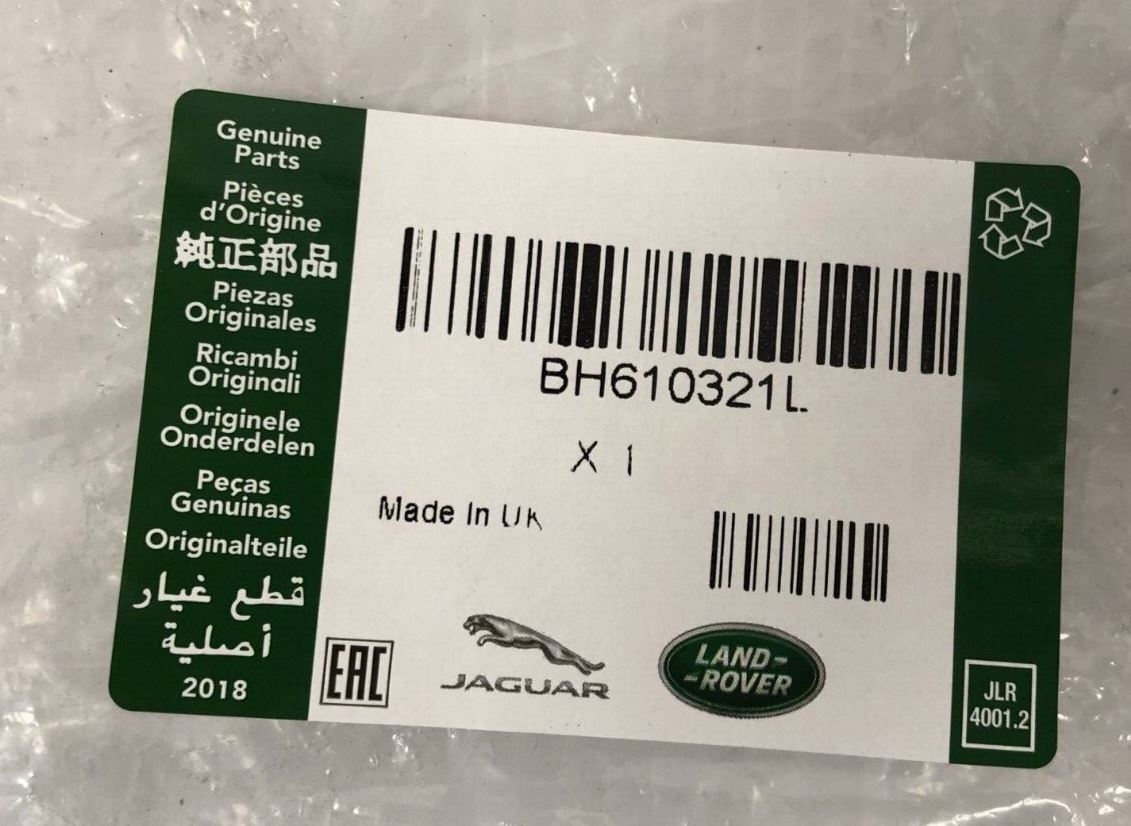 Genuine
Parts
Pièces
d'Origine
純正部品
Piezas
Originales
Ricambi
Originali
Originele
Onderdelen
Peças
Genuinas
Originalteile
قطع غيار
أصلية
2018
BH610321L
X 1
Made In UK
EAC
JAGUAR
LAND-
-ROVER
JLR
4001.2